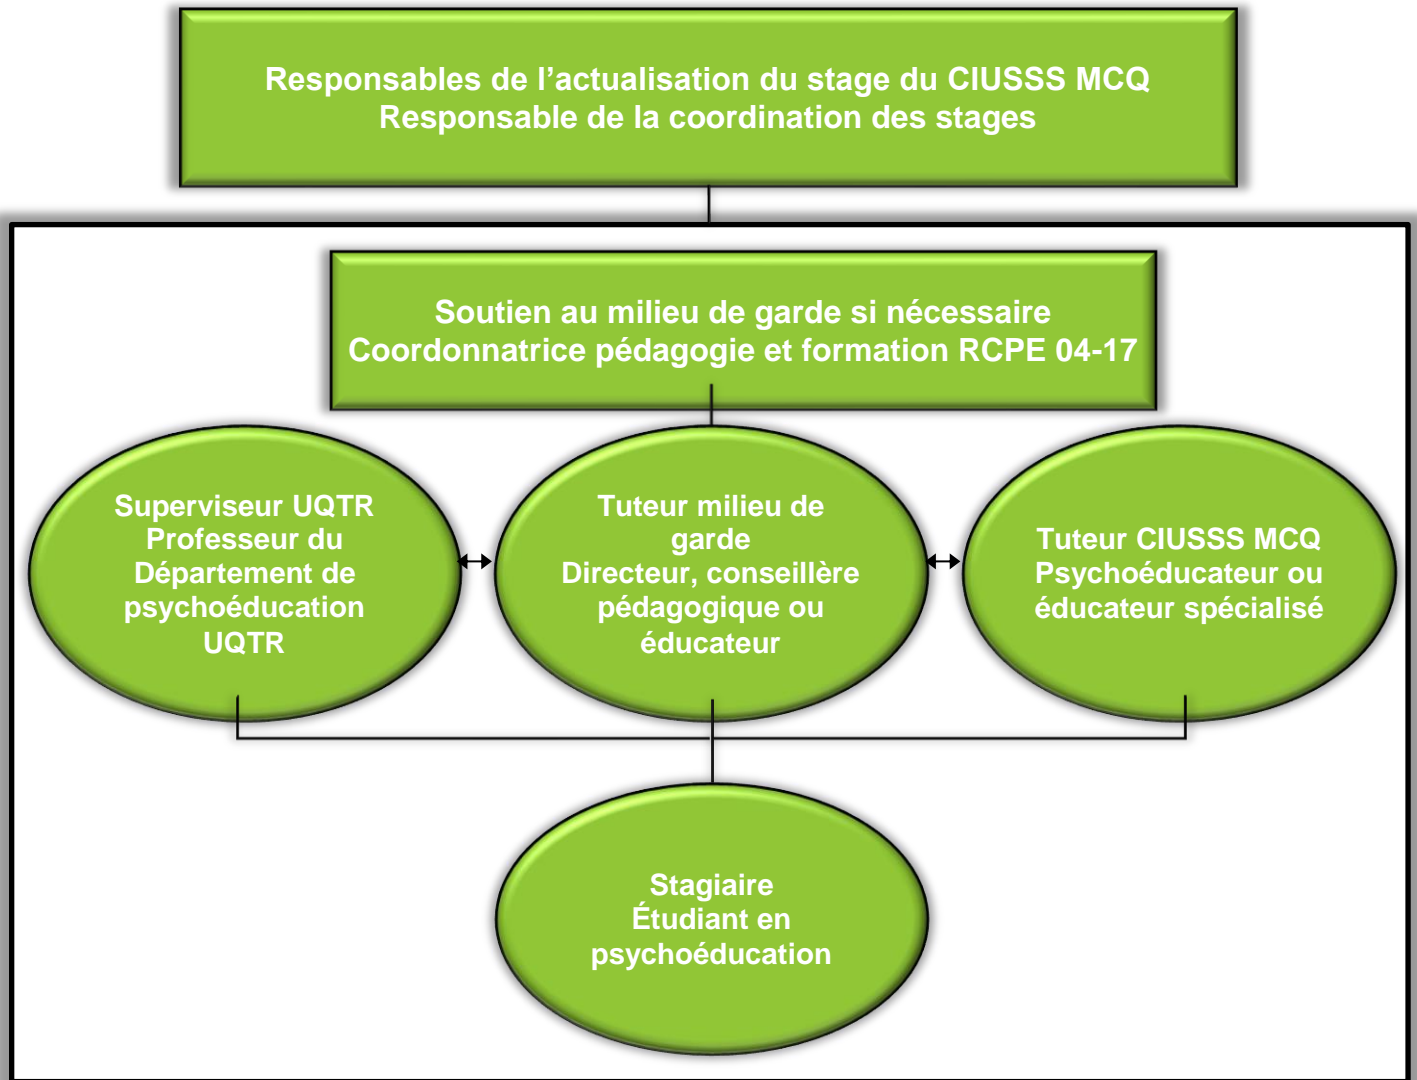 Responsables de l’actualisation du stage du CIUSSS MCQ
Responsable de la coordination des stages
Soutien au milieu de garde si nécessaire
Coordonnatrice pédagogie et formation RCPE 04-17
Superviseur UQTR
Professeur du
Département de
psychoéducation
UQTR
Tuteur milieu de
garde
Directeur, conseillère
pédagogique ou
éducateur
Tuteur CIUSSS MCQ
Psychoéducateur ou
éducateur spécialisé
Stagiaire
Étudiant en
psychoéducation